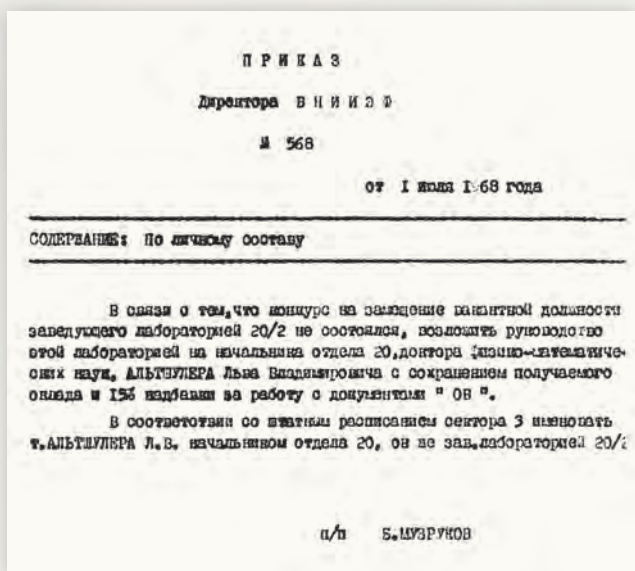 ПРИКАЗ
Директора ВНИИЭФ
№ 568
от I июля I968 года
СОДЕРЖАНИЕ: По личному составу
В связи о тем,что конкурс на замещение вакантной должности
заведующего лабораторией 20/2 не состоялся, возложить руководство
этой лабораторией на начальника отдела 20,доктора физико-математиче-
ских наук, АЛЬТШУЛЕРА Льва Владимировича с сохранением получаемого
оклада и 15% надбавки за работу с документами " ОВ ".
В соответствии со штатным расписанием сектора 3 именовать
т.АЛЬТШУЛЕРА Л.В. начальником отдела 20, он же зав.лабораторией 20/2
п/п Б.МУЗРУКОВ